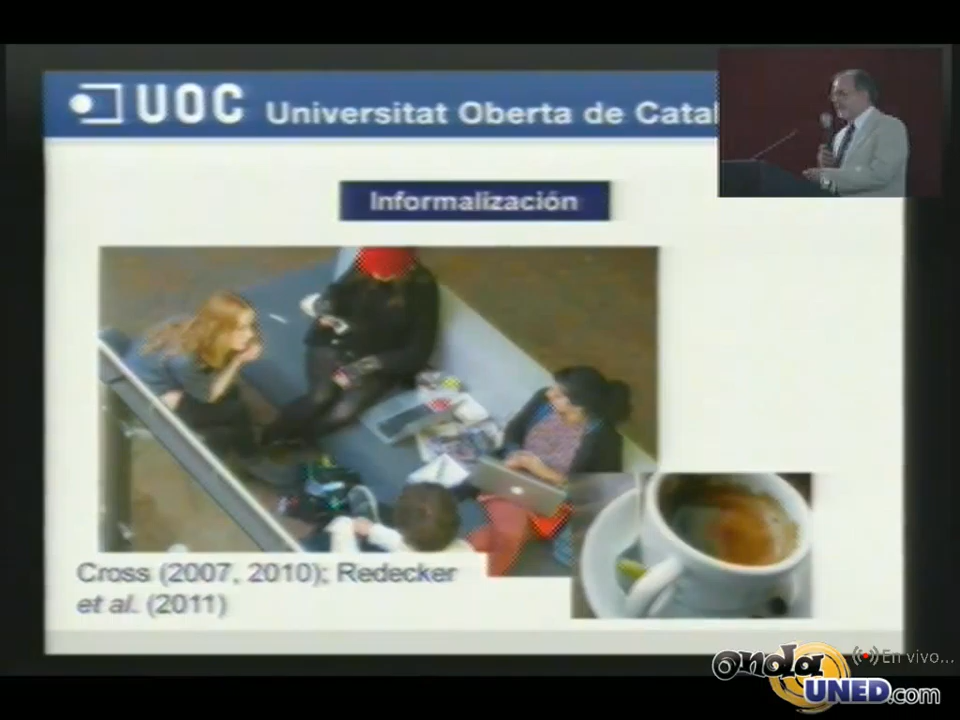 UOC Universitat Oberta de Catal
Informalización
Cross (2007, 2010); Redecker
et al. (2011)
En vivo...
onda
UNED.com